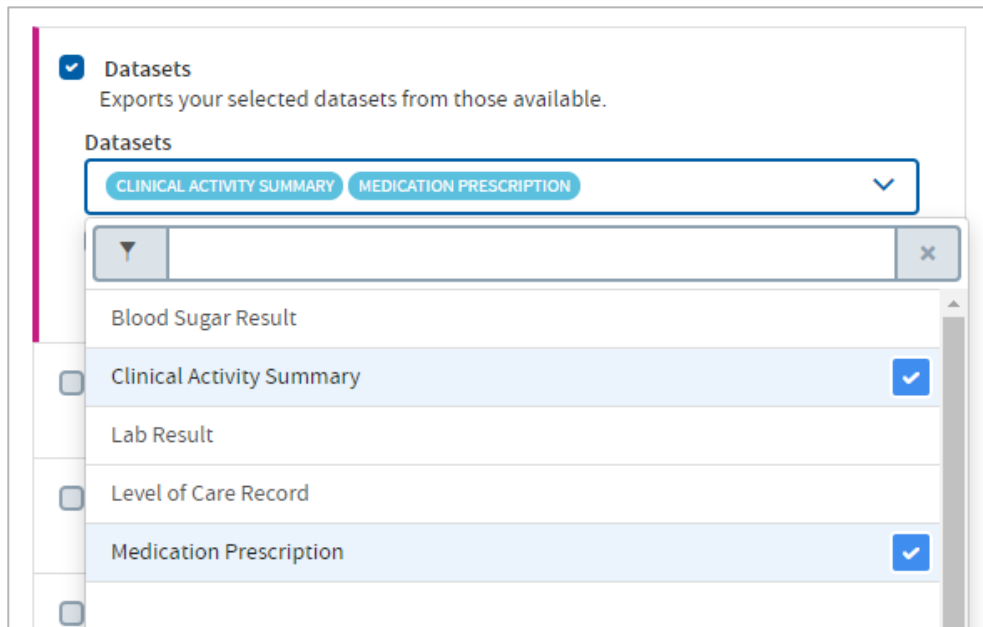 Datasets
Exports your selected datasets from those available.
Datasets
CLINICAL ACTIVITY SUMMARY MEDICATION PRESCRIPTION
Blood Sugar Result
Clinical Activity Summary
Lab Result
Level of Care Record
Medication Prescription